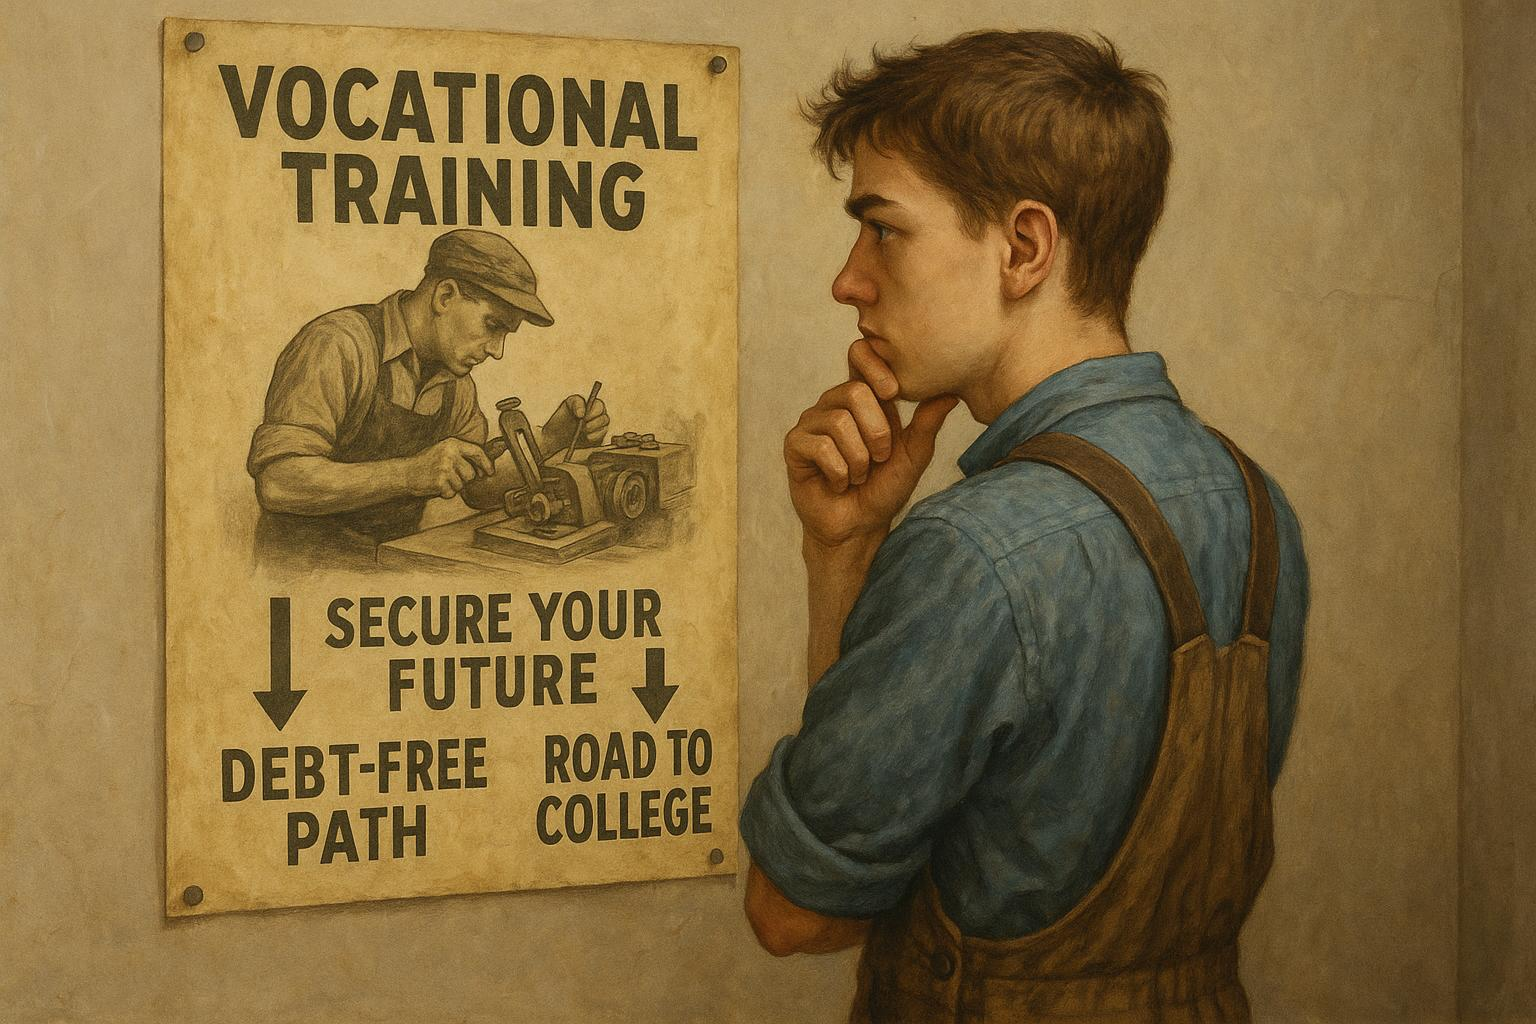 VOCATIONAL
TRAINING
SECURE YOUR
FUTURE
DEBT-FREE
PATH
ROAD TO
COLLEGE